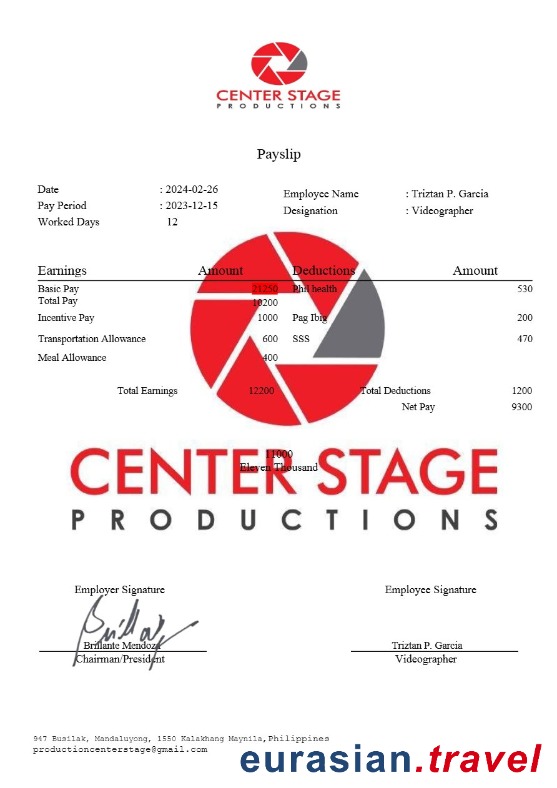 CENTER STAGE
PRODUCTIONS
Payslip
Date : 2024-02-26 Employee Name : Triztan P. Garcia
Pay Period : 2023-12-15 Designation : Videographer
Worked Days 12
Earnings Amount Deductions Amount
Basic Pay 21250 Phil health 530
Total Pay 10200
Incentive Pay 1000 Pag Ibig 200
Transportation Allowance 600 SSS 470
Meal Allowance 400
Total Earnings 12200 Total Deductions 1200
Net Pay 9300
11000
Eleven Thousand
CENTER STAGE
PRODUCTIONS
Employer Signature Employee Signature
Brillante Mendoza Triztan P. Garcia
Chairman/President Videographer
947 Busilak, Mandaluyong, 1550 Kalakhang Maynila, Philippines
productioncenterstage@gmail.com
eurasian.travel